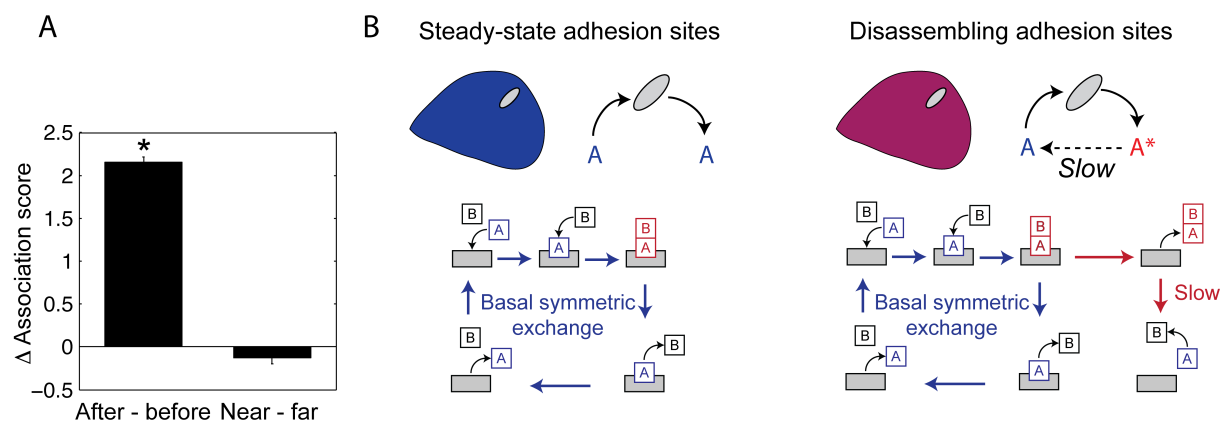 A
Δ Association score
2.5
2
1.5
1
0.5
0
−0.5
*
After - before
Near - far
B
Steady-state adhesion sites
A
A
B
A
B
A
B
A
Basal symmetric
exchange
B
A
B
A
Disassembling adhesion sites
A
A*
Slow
B
A
B
A
B
A
B
A
Basal symmetric
exchange
Slow
B
A
B
A
B
A